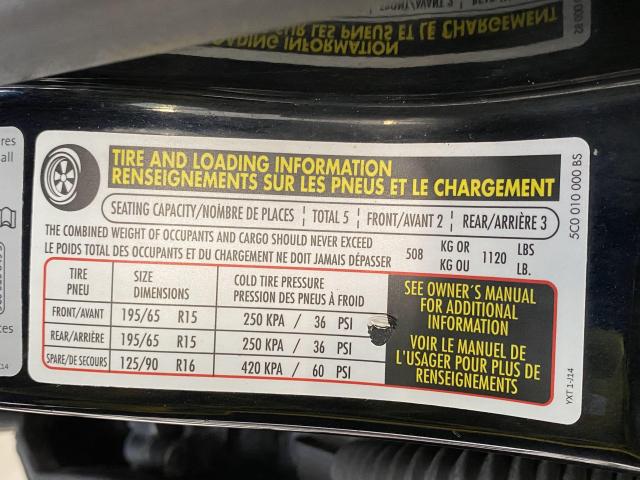 TIRE AND LOADING INFORMATION
RENSEIGNEMENTS SUR LES PNEUS ET LE CHARGEMENT
SEATING CAPACITY/NOMBRE DE PLACES TOTAL 5 FRONT/AVANT 2 REAR/ARRIÈRE 3
THE COMBINED WEIGHT OF OCCUPANTS AND CARGO SHOULD NEVER EXCEED
LE POIDS TOTAL DES OCCUPANTS ET DU CHARGEMENT NE DOIT JAMAIS DÉPASSER
508 KG OR 1120 LBS
KG OU LB.
TIRE SIZE COLD TIRE PRESSURE
PNEU DIMENSIONS PRESSION DES PNEUS À FROID
FRONT/AVANT 195/65 R15 250 KPA / 36 PSI
REAR/ARRIÈRE 195/65 R15 250 KPA / 36 PSI
SPARE/DE SECOURS 125/90 R16 420 KPA / 60 PSI
SEE OWNER'S MANUAL
FOR ADDITIONAL
INFORMATION
VOIR LE MANUEL DE
L'USAGER POUR PLUS DE
RENSEIGNEMENTS
5C0 010 000 BS
YXT 1-J14